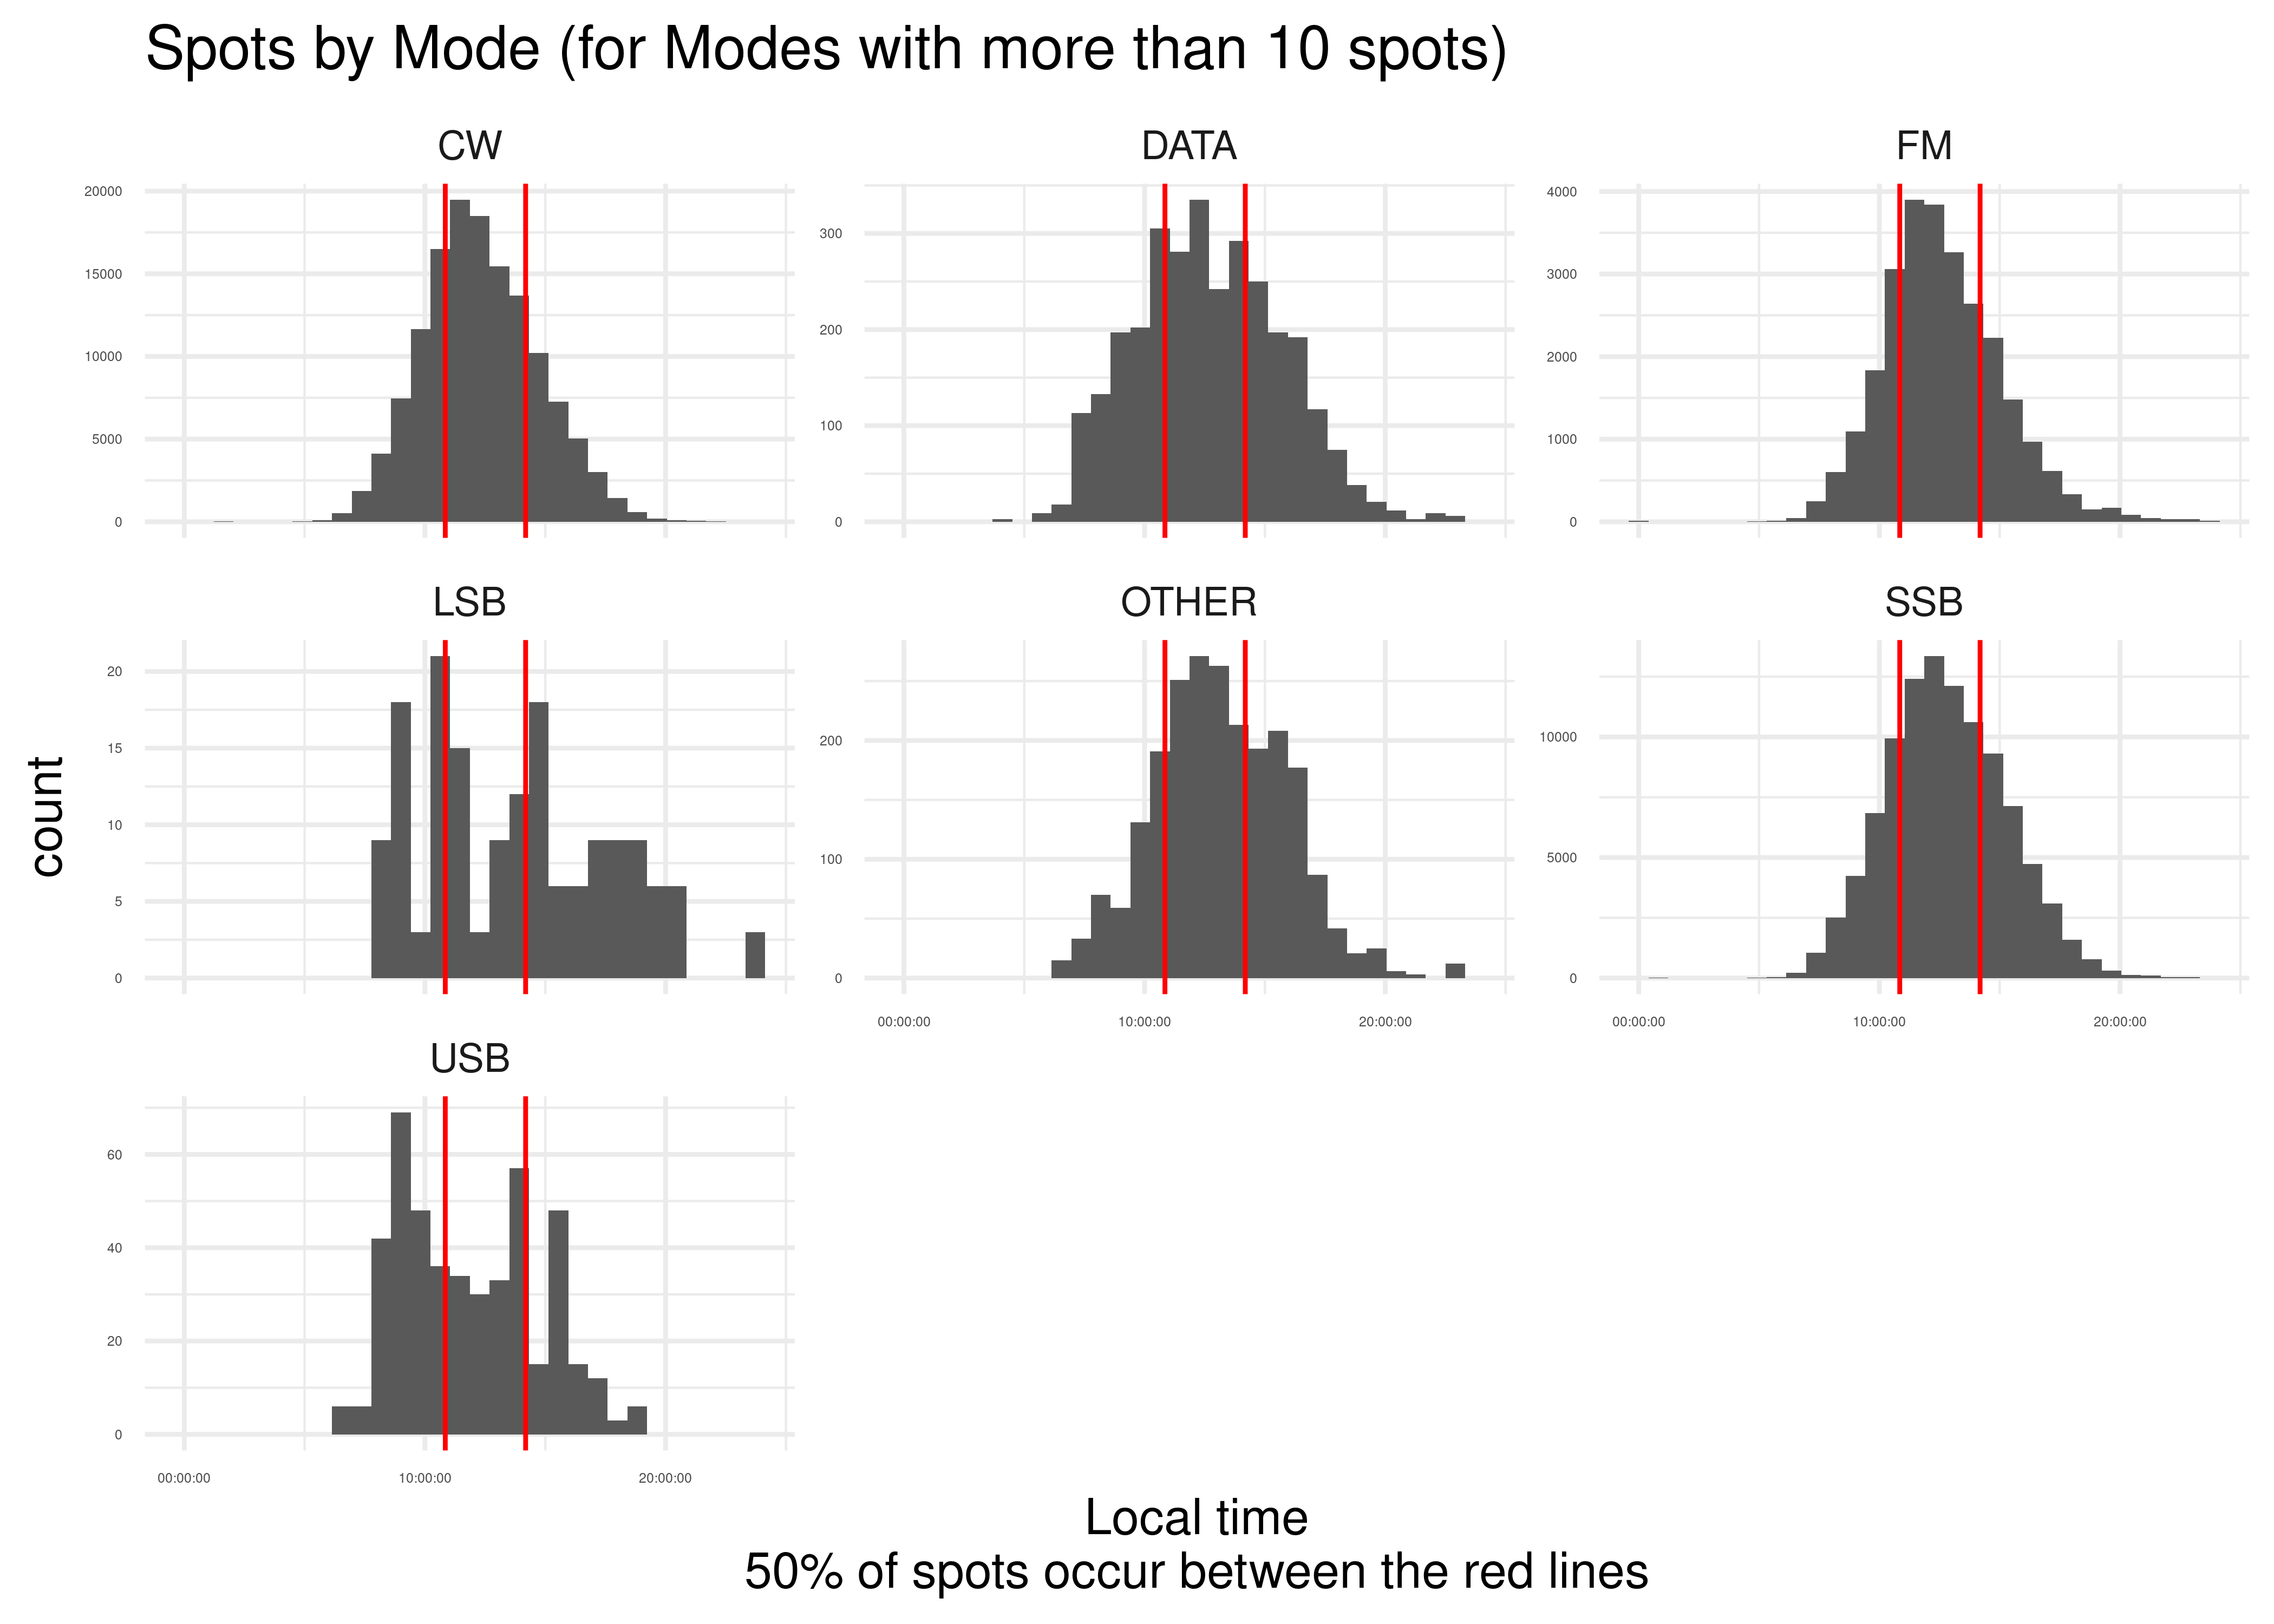 Spots by Mode (for Modes with more than 10 spots)
CW
DATA
FM
20000
15000
10000
5000
0
300
200
100
0
4000
3000
2000
1000
0
LSB
OTHER
SSB
20
15
10
5
0
200
100
0
10000
5000
0
00:00:00 10:00:00 20:00:00
00:00:00 10:00:00 20:00:00
USB
60
40
20
0
00:00:00 10:00:00 20:00:00
count
Local time
50% of spots occur between the red lines